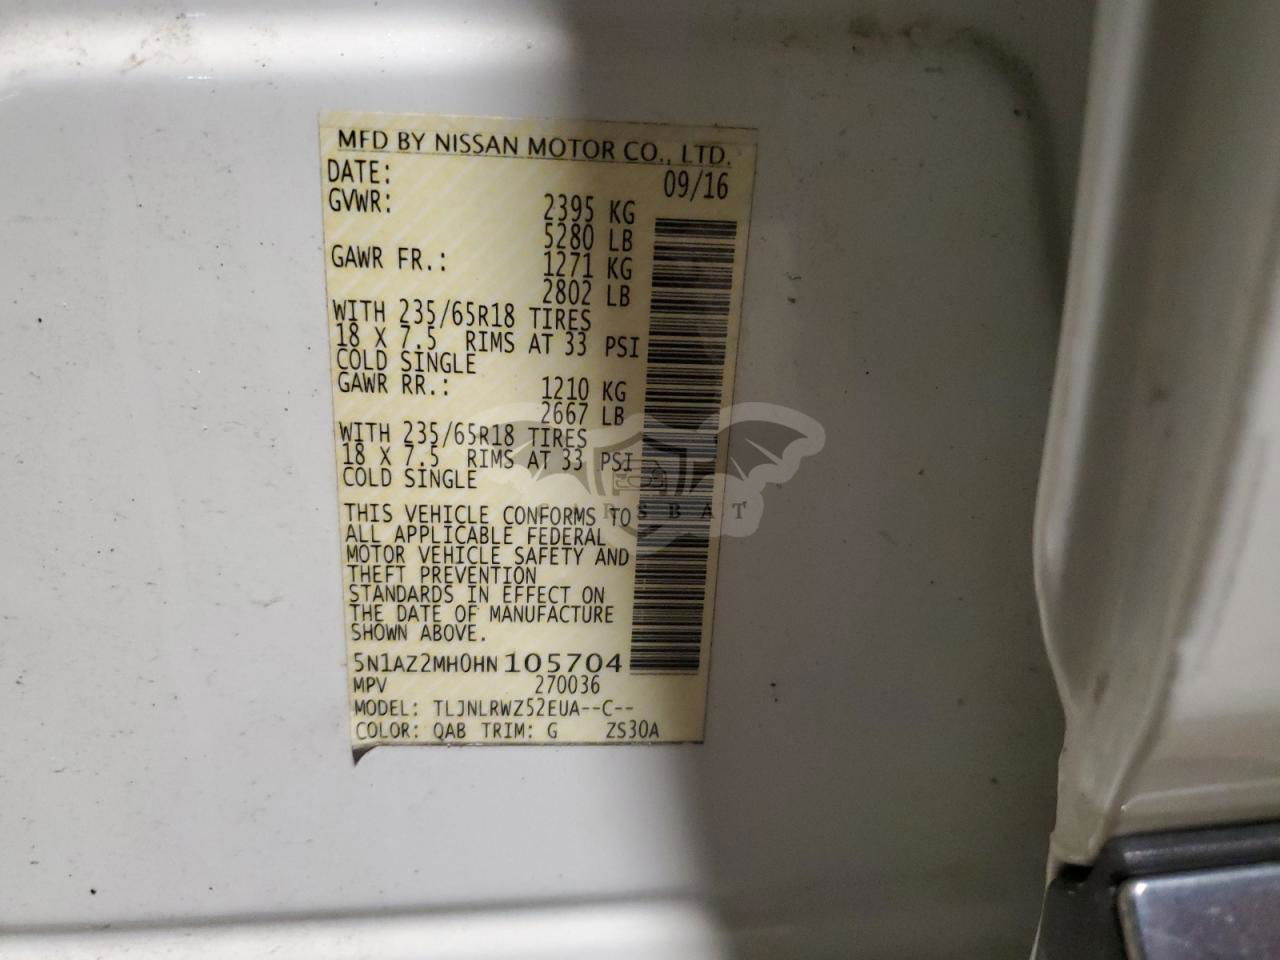 MFD BY NISSAN MOTOR CO., LTD.
DATE: 09/16
GVWR: 2395 KG
5280 LB
GAWR FR.: 1271 KG
2802 LB
WITH 235/65R18 TIRES
18 X 7.5 RIMS AT 33 PSI
COLD SINGLE
GAWR RR.: 1210 KG
2667 LB
WITH 235/65R18 TIRES
18 X 7.5 RIMS AT 33 PSI
COLD SINGLE
THIS VEHICLE CONFORMS TO
ALL APPLICABLE FEDERAL
MOTOR VEHICLE SAFETY AND
THEFT PREVENTION
STANDARDS IN EFFECT ON
THE DATE OF MANUFACTURE
SHOWN ABOVE.
5N1AZ2MH0HN105704
MPV 270036
MODEL: TLJNLRWZ52EUA--C--
COLOR: QAB TRIM: G ZS30A